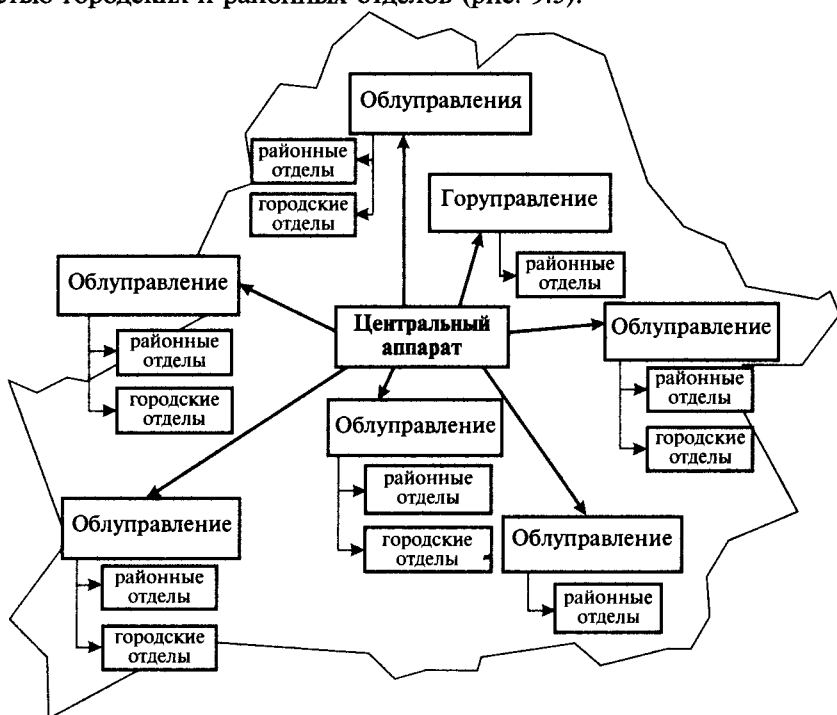 стью городских и районных отделов (рис. 9.5).
Облуправления
районные
отделы
городские
отделы
Горуправление
районные
отделы
Облуправление
районные
отделы
городские
отделы
Центральный
аппарат
Облуправление
районные
отделы
городские
отделы
Облуправление
районные
отделы
городские
отделы
Облуправление
районные
отделы
городские
отделы
Облуправление
районные
отделы